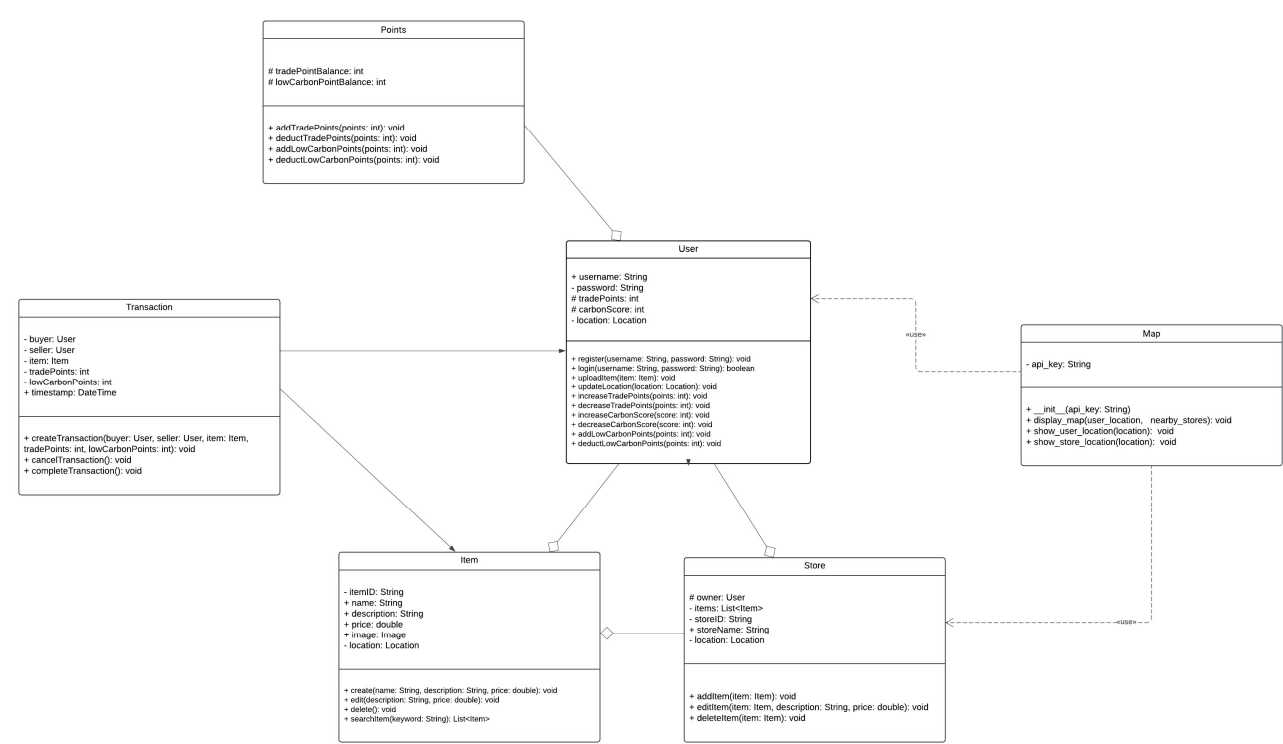 Points
# tradePointBalance: int
# lowCarbonPointBalance: int
+ addTradePoints(points: int): void
+ deductTradePoints(points: int): void
+ addLowCarbonPoints(points: int): void
+ deductLowCarbonPoints(points: int): void
User
+ username: String
- password: String
# tradePoints: int
# carbonScore: int
- location: Location
+ register(username: String, password: String): void
+ login(username: String, password: String): boolean
+ uploadItem(item: Item): void
+ updateLocation(location: Location): void
+ increaseTradePoints(points: int): void
+ decreaseTradePoints(points: int): void
+ increaseCarbonScore(score: int): void
+ decreaseCarbonScore(score: int): void
+ addLowCarbonPoints(points: int): void
+ deductLowCarbonPoints(points: int): void
Transaction
- buyer: User
- seller: User
- item: Item
- tradePoints: int
- lowCarbonPoints: int
+ timestamp: DateTime
+ createTransaction(buyer: User, seller: User, item: Item,
tradePoints: int, lowCarbonPoints: int): void
+ cancelTransaction(): void
+ completeTransaction(): void
«use»
Map
- api_key: String
+ __init__(api_key: String)
+ display_map(user_location, nearby_stores): void
+ show_user_location(location): void
+ show_store_location(location): void
«use»
Item
- itemID: String
+ name: String
+ description: String
+ price: double
+ image: Image
- location: Location
+ create(name: String, description: String, price: double): void
+ edit(description: String, price: double): void
+ delete(): void
+ searchItem(keyword: String): List<Item>
Store
# owner: User
- items: List<Item>
- storeID: String
+ storeName: String
- location: Location
+ addItem(item: Item): void
+ editItem(item: Item, description: String, price: double): void
+ deleteItem(item: Item): void